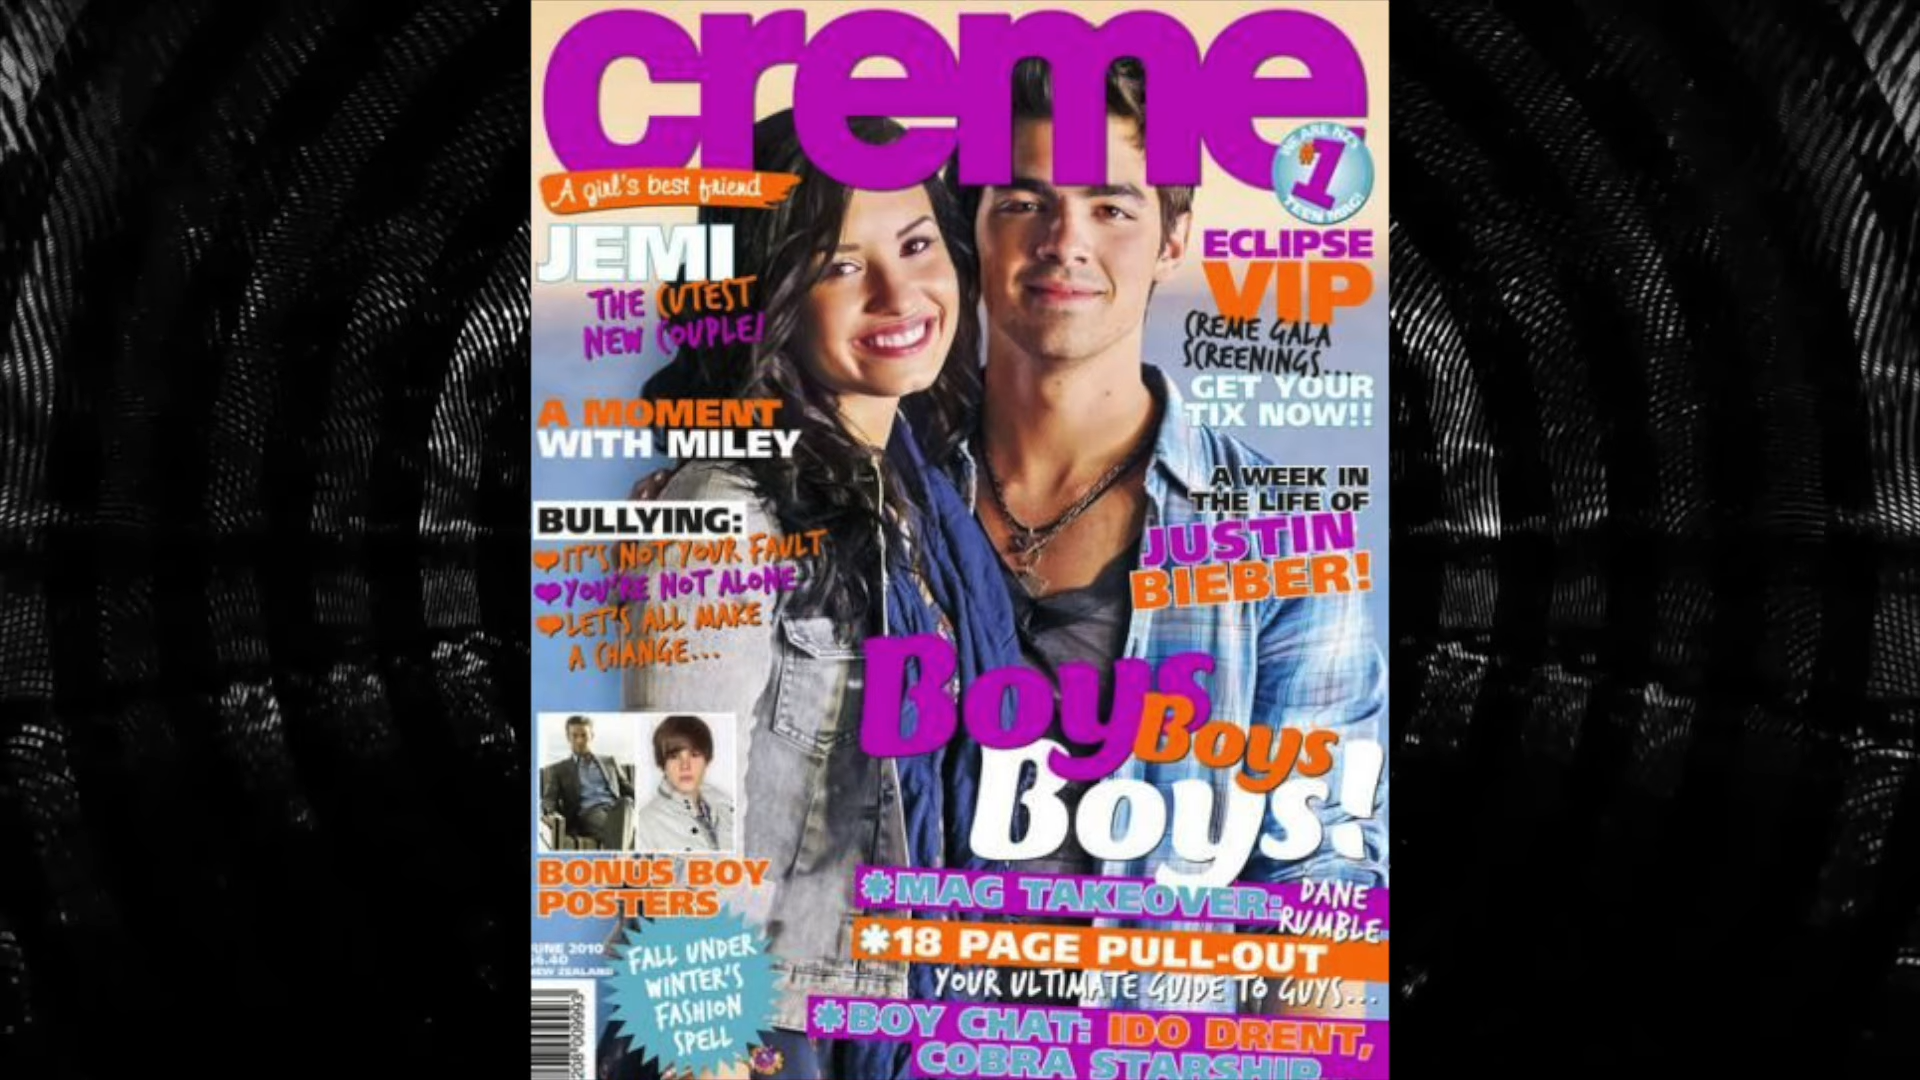 creme
WE ARE NZ'S
#1
TEEN MAG!
A girl's best friend
JEMI
THE CUTEST
NEW COUPLE!
A MOMENT
WITH MILEY
BULLYING:
IT'S NOT YOUR FAULT
YOU'RE NOT ALONE
LET'S ALL MAKE
A CHANGE...
BONUS BOY
POSTERS
UNE 2010
6.40
NEW ZEALAND
FALL UNDER
WINTER'S
FASHION
SPELL
ECLIPSE
VIP
CREME GALA
SCREENINGS...
GET YOUR
TIX NOW!!
A WEEK IN
THE LIFE OF
JUSTIN
BIEBER!
Boys
Boys
Boys!
*MAG TAKEOVER: DANE
RUMBLE
*18 PAGE PULL-OUT
YOUR ULTIMATE GUIDE TO GUYS...
*BOY CHAT: IDO DRENT,
COBRA STARSHIP